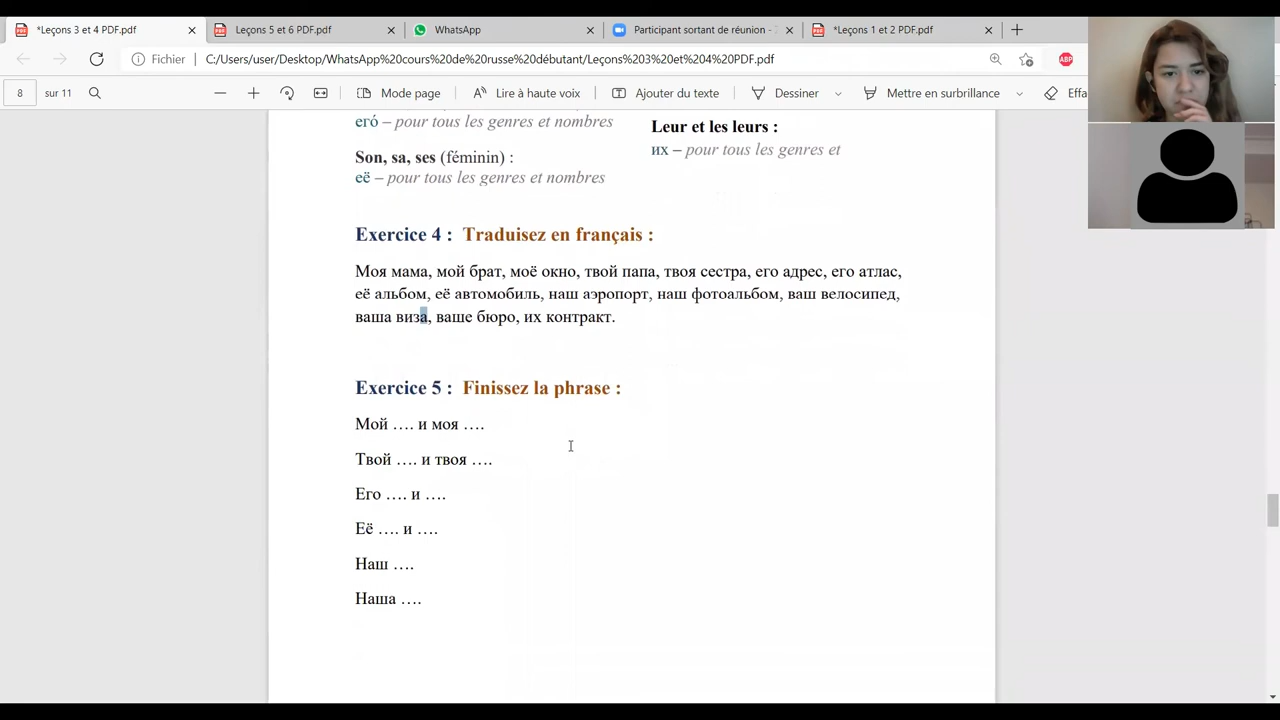 *Leçons 3 et 4 PDF.pdf
Leçons 5 et 6 PDF.pdf
WhatsApp
Participant sortant de réunion -
*Leçons 1 et 2 PDF.pdf
Fichier
C:/Users/user/Desktop/WhatsApp%20cours%20de%20russe%20débutant/Leçons%203%20et%204%20PDF.pdf
ABP
8 sur 11
Mode page
Lire à haute voix
Ajouter du texte
Dessiner
Mettre en surbrillance
Effa
его́ – pour tous les genres et nombres
Son, sa, ses (féminin) :
её – pour tous les genres et nombres
Leur et les leurs :
их – pour tous les genres et
Exercice 4 : Traduisez en français :
Моя мама, мой брат, моё окно, твой папа, твоя сестра, его адрес, его атлас,
её альбом, её автомобиль, наш аэропорт, наш фотоальбом, ваш велосипед,
ваша виза, ваше бюро, их контракт.
Exercice 5 : Finissez la phrase :
Мой …. и моя ….
Твой …. и твоя ….
Его …. и ….
Её …. и ….
Наш ….
Наша ….